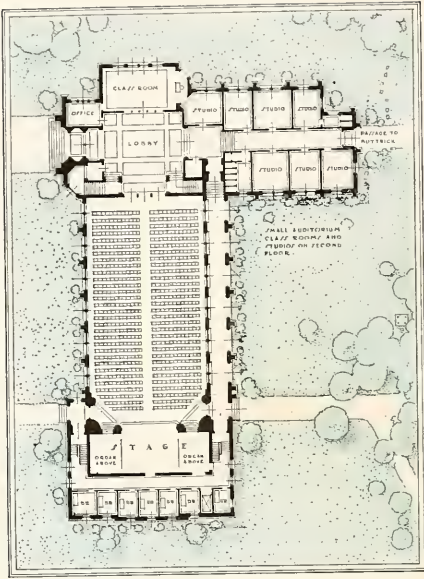 CLASS ROOM
OFFICE
LOBBY
STUDIO
STUDIO
STUDIO
STUDIO
PASSAGE TO
BUTTRICK
STUDIO
STUDIO
STUDIO
SMALL AUDITORIUM
CLASS ROOMS AND
STUDIOS ON SECOND
FLOOR.
STAGE
ORGAN
ABOVE
ORGAN
ABOVE